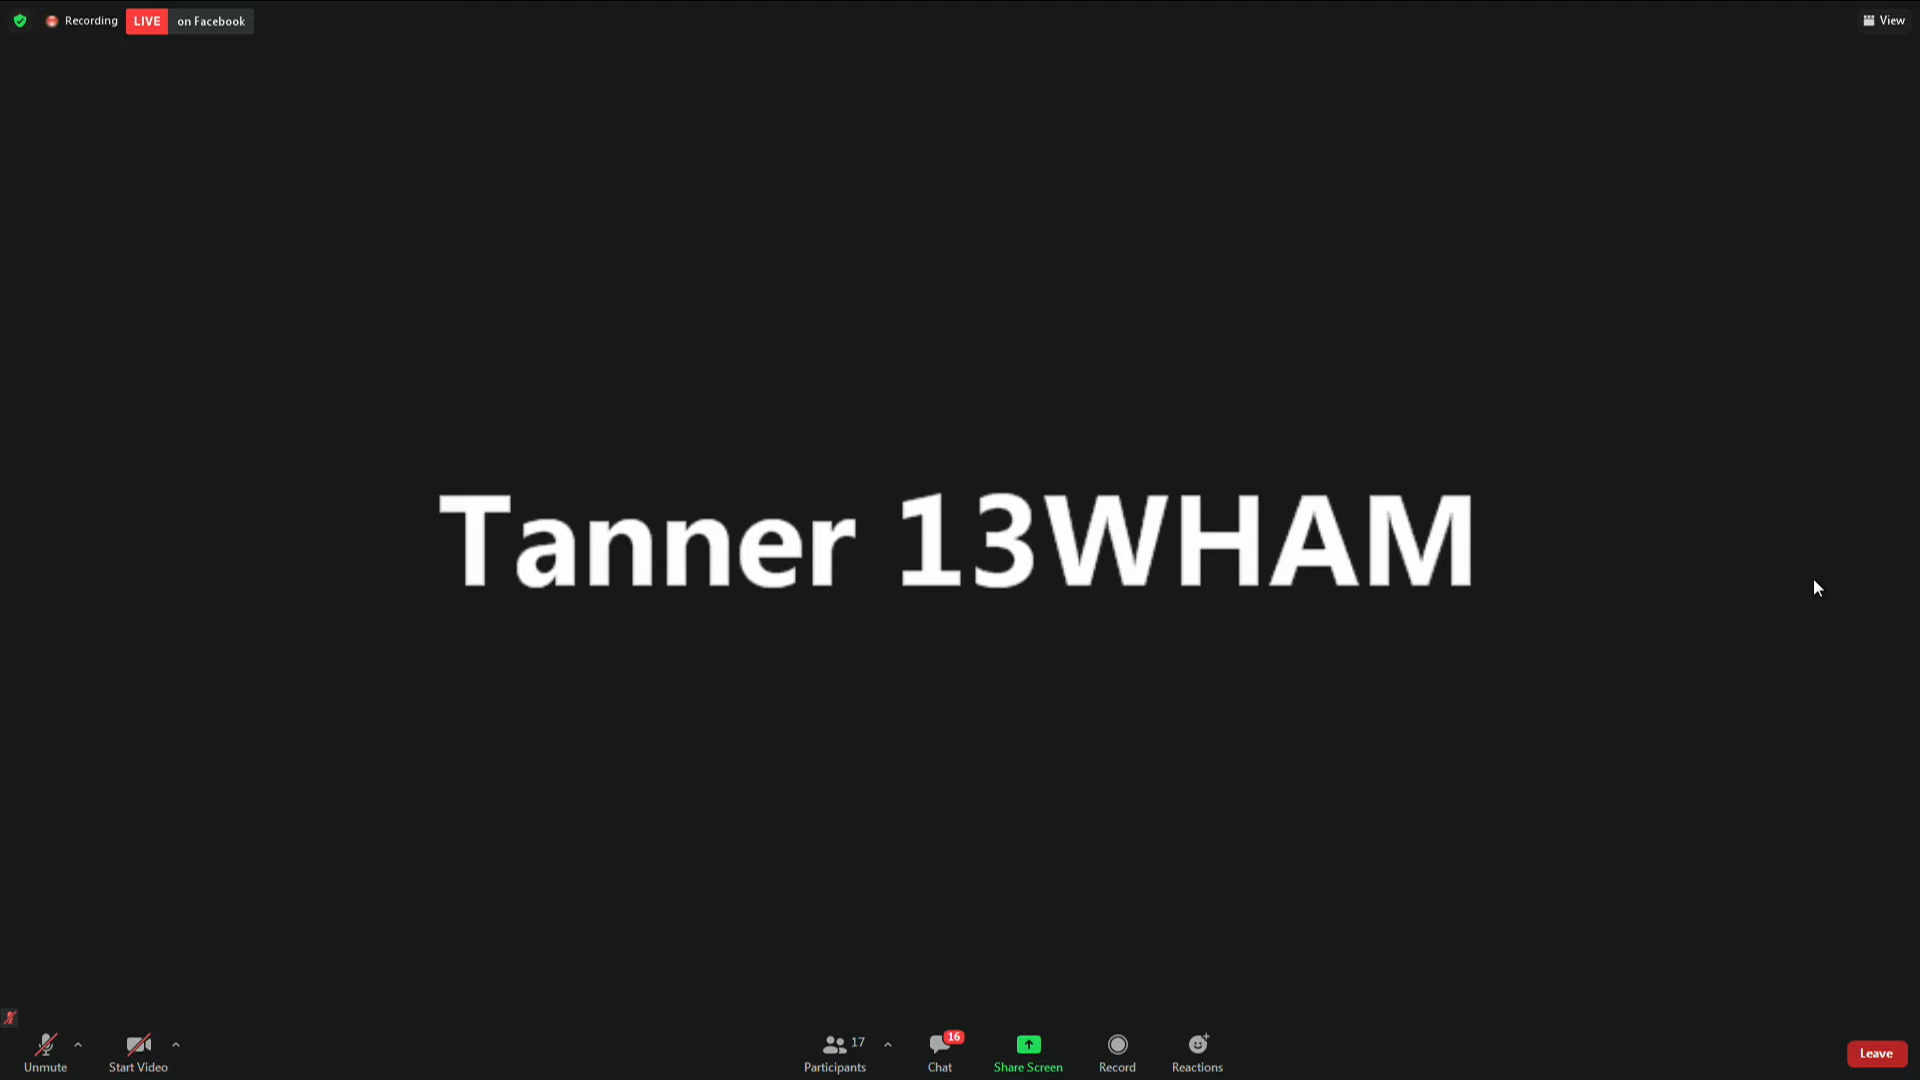 Recording LIVE on Facebook
View
Tanner 13WHAM
17
16
Unmute
Start Video
Participants
Chat
Share Screen
Record
Reactions
Leave